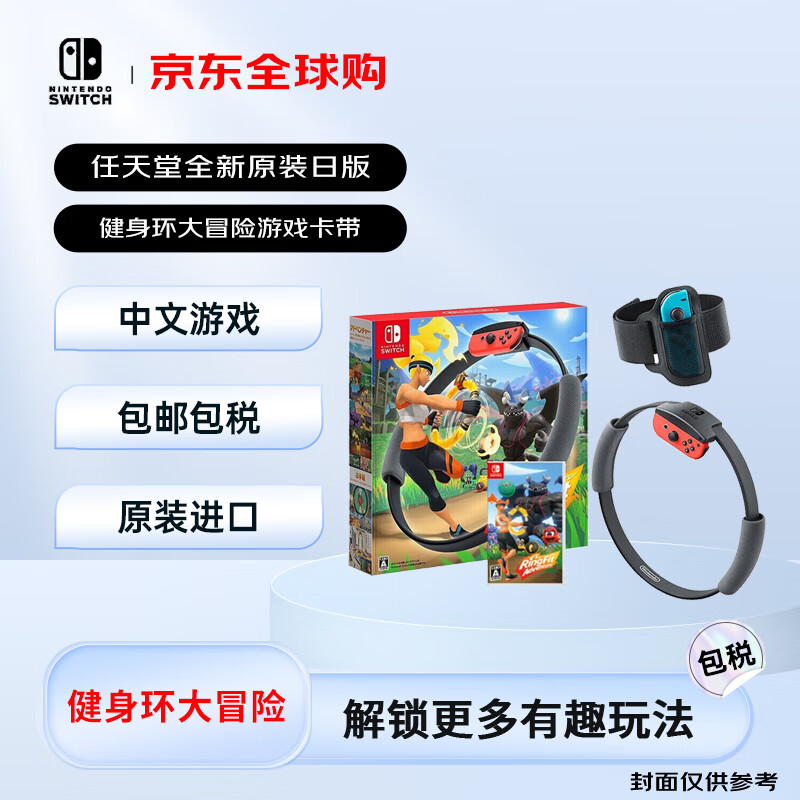 NINTENDO
SWITCH
京东全球购
任天堂全新原装日版
健身环大冒险游戏卡带
中文游戏
包邮包税
原装进口
NINTENDO
SWITCH
RingFit
Adventure
包税
健身环大冒险
解锁更多有趣玩法
封面仅供参考